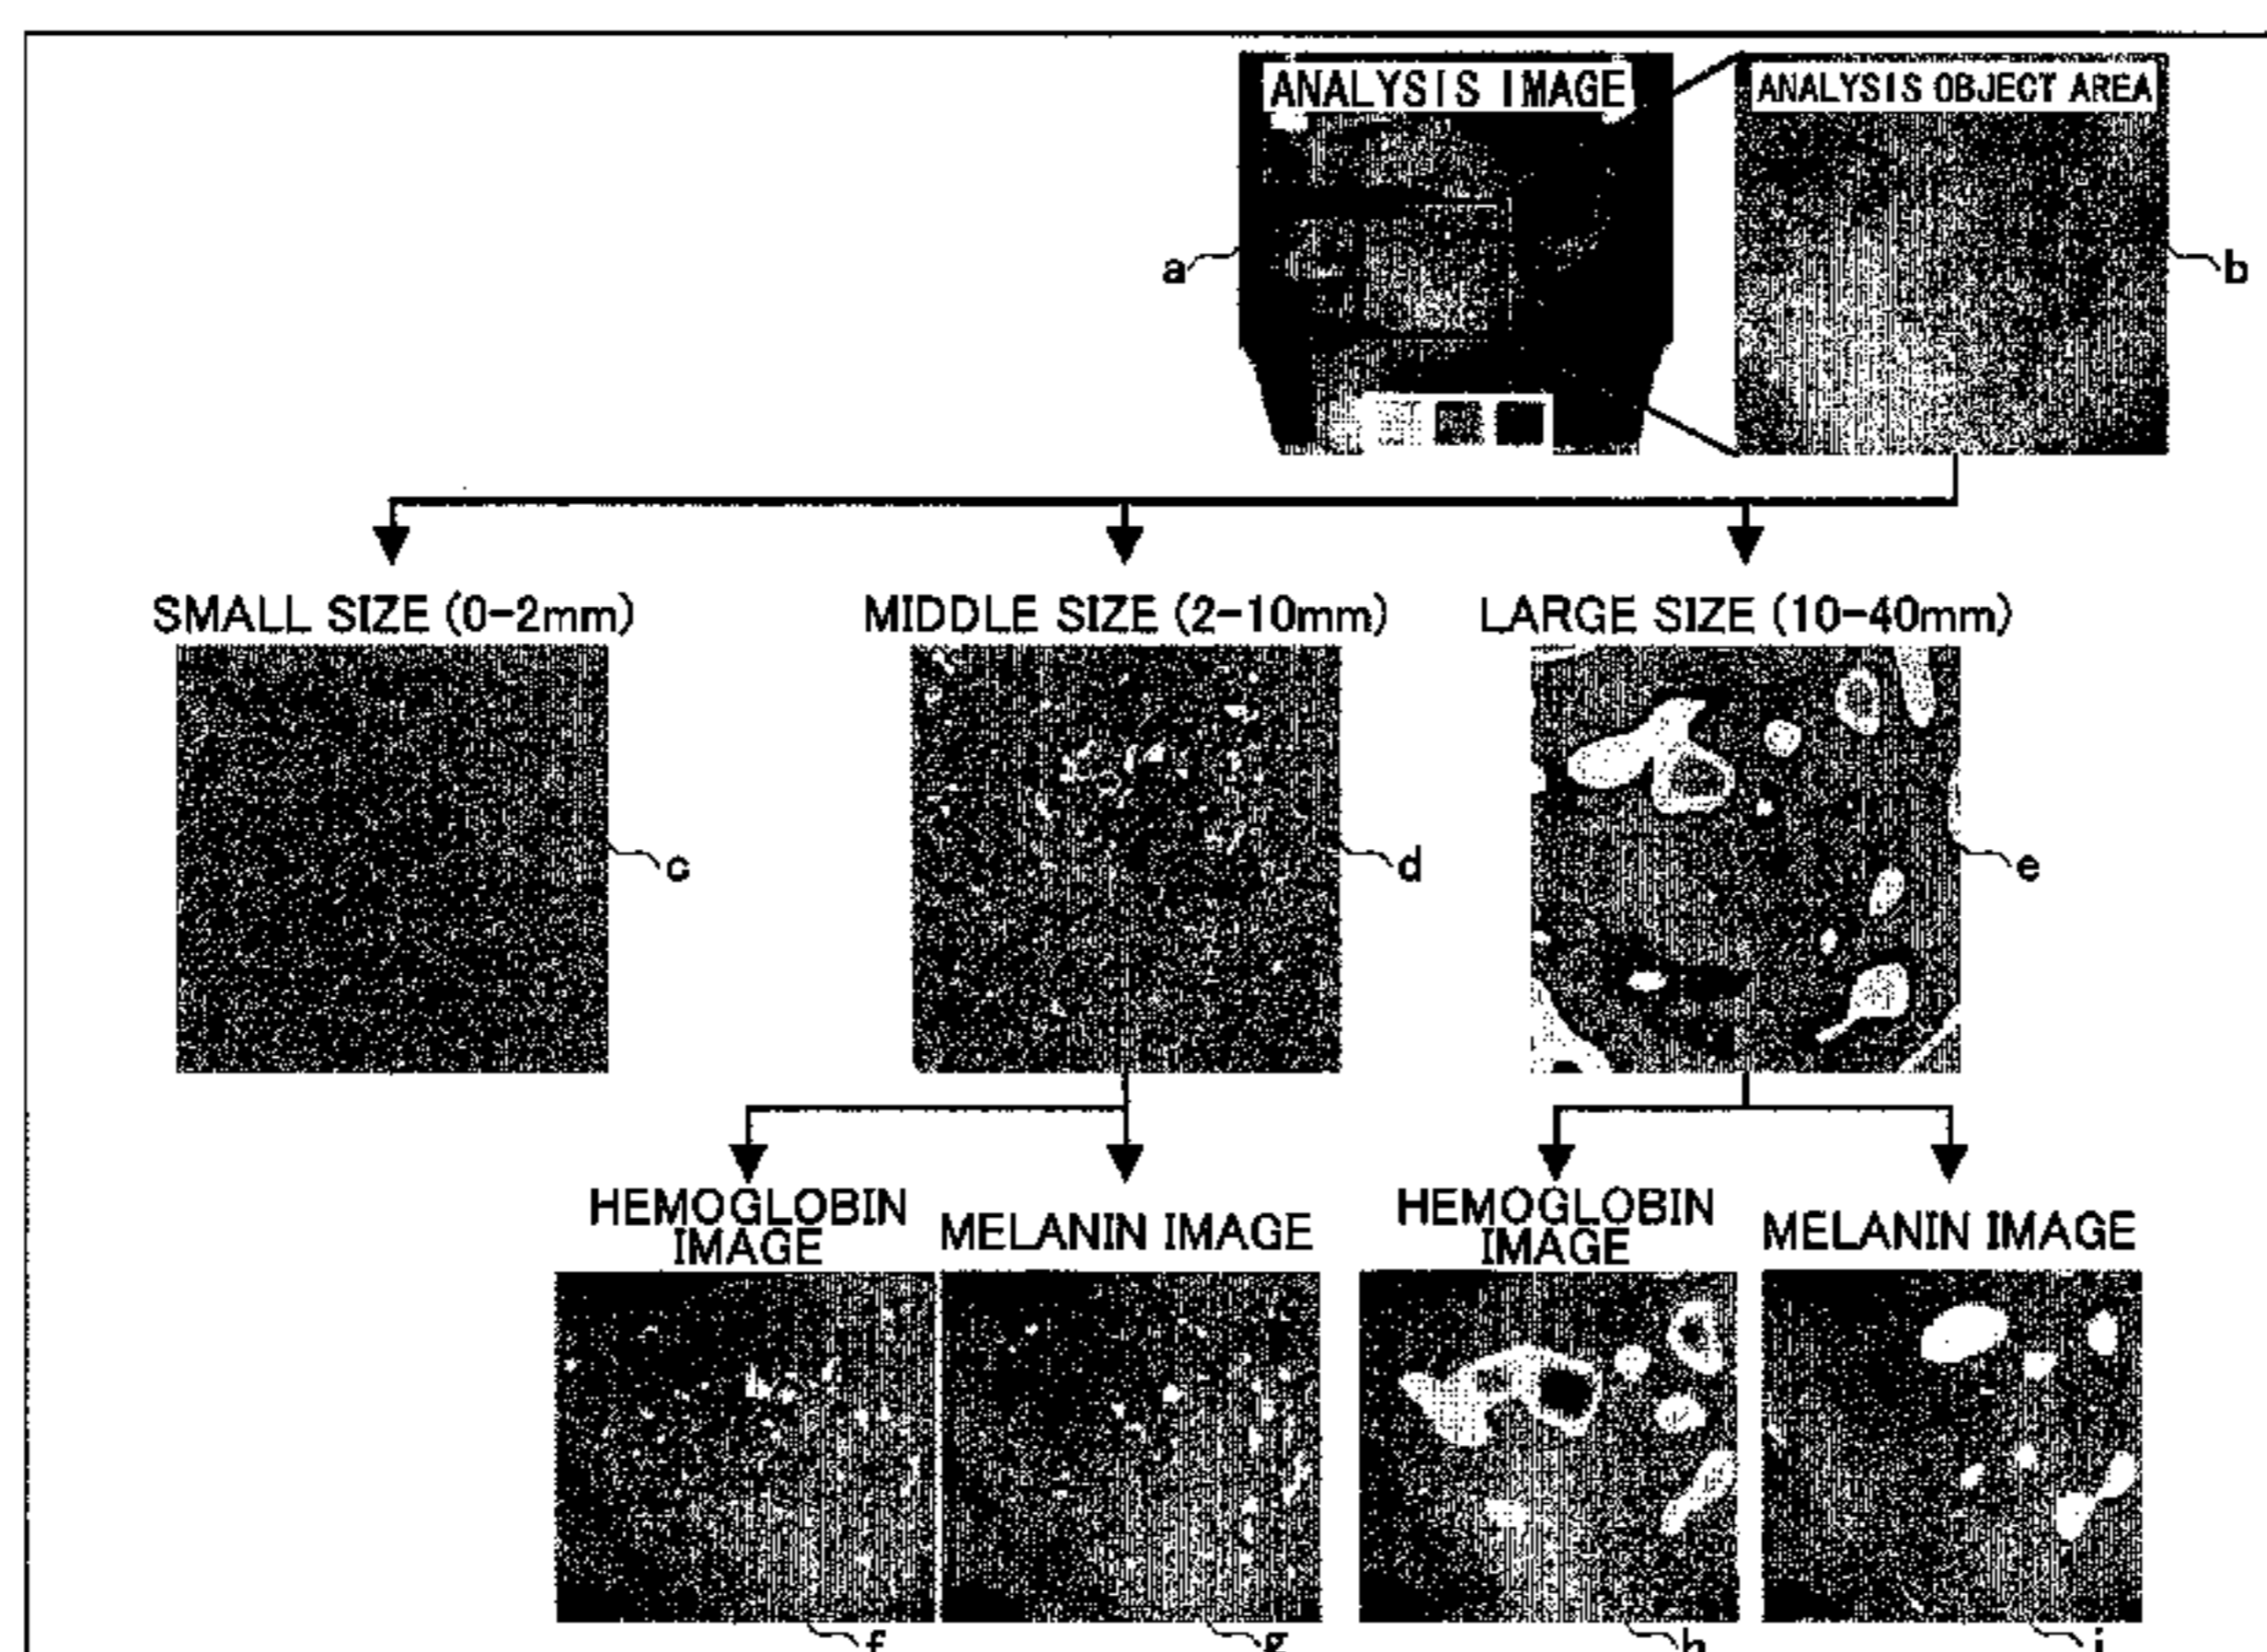 ANALYSIS IMAGE
ANALYSIS OBJECT AREA
a
b
SMALL SIZE (0-2mm)
MIDDLE SIZE (2-10mm)
LARGE SIZE (10-40mm)
c
d
e
HEMOGLOBIN
IMAGE
MELANIN IMAGE
HEMOGLOBIN
IMAGE
MELANIN IMAGE
f
g
h
i